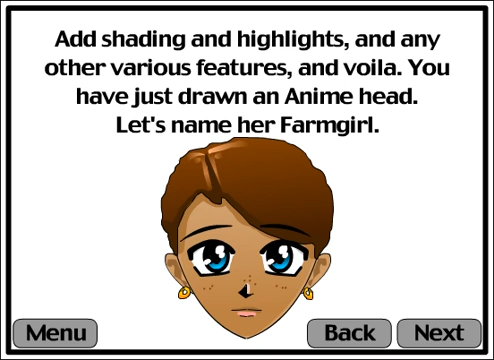 Add shading and highlights, and any
other various features, and voila. You
have just drawn an Anime head.
Let's name her Farmgirl.
Menu
Back
Next